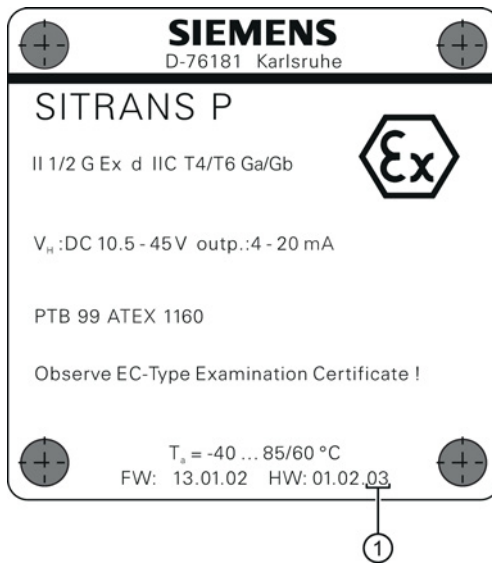 SIEMENS
D-76181 Karlsruhe
SITRANS P
II 1/2 G Ex d IIC T4/T6 Ga/Gb
Ex
V_H :DC 10.5 - 45 V outp.:4 - 20 mA
PTB 99 ATEX 1160
Observe EC-Type Examination Certificate !
T_a = -40 ... 85/60 °C
FW: 13.01.02 HW: 01.02.03
1